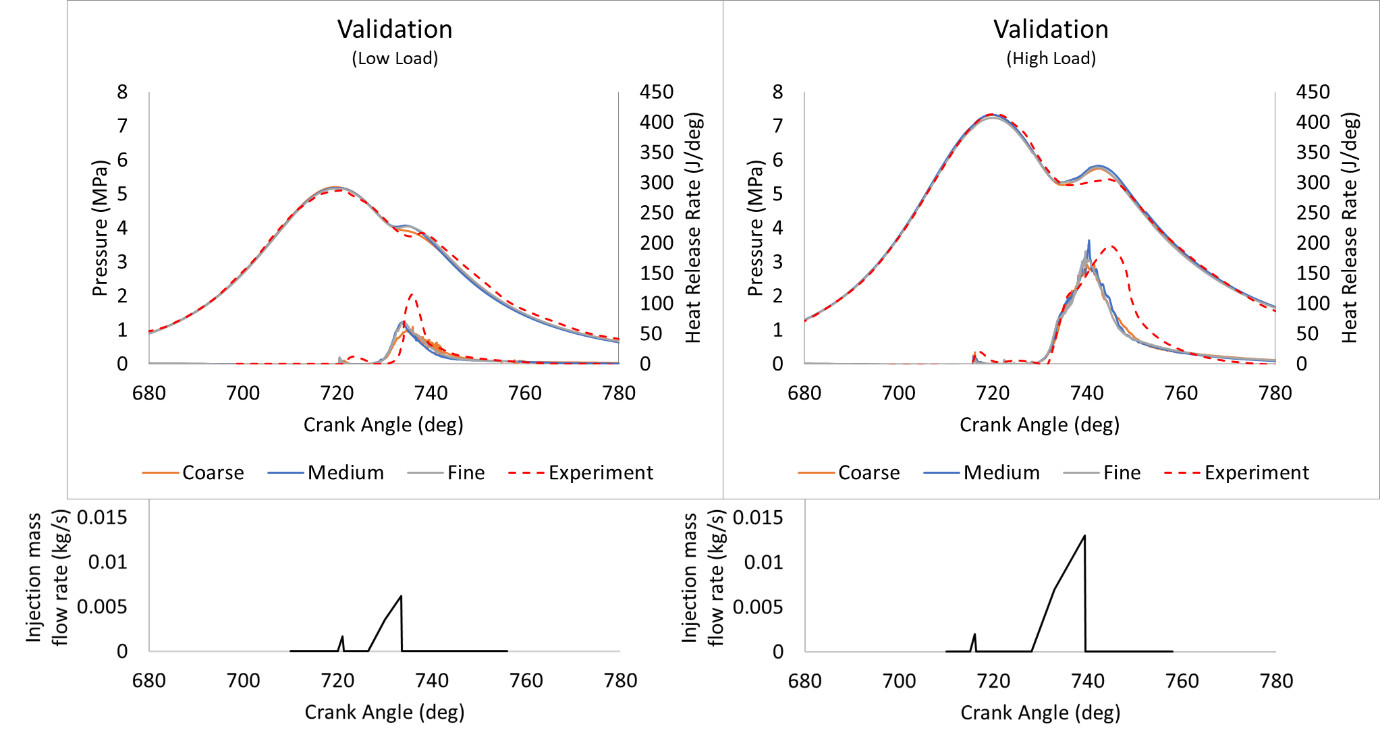 Validation
(Low Load)
8
7
6
5
4
3
2
1
0
Pressure (MPa)
450
400
350
300
250
200
150
100
50
0
Heat Release Rate (J/deg)
680 700 720 740 760 780
Crank Angle (deg)
Coarse Medium Fine Experiment
Validation
(High Load)
8
7
6
5
4
3
2
1
0
Pressure (MPa)
450
400
350
300
250
200
150
100
50
0
Heat Release Rate (J/deg)
680 700 720 740 760 780
Crank Angle (deg)
Coarse Medium Fine Experiment
Injection mass
flow rate (kg/s)
0.015
0.01
0.005
0
680 700 720 740 760 780
Crank Angle (deg)
Injection mass
flow rate (kg/s)
0.015
0.01
0.005
0
680 700 720 740 760 780
Crank Angle (deg)